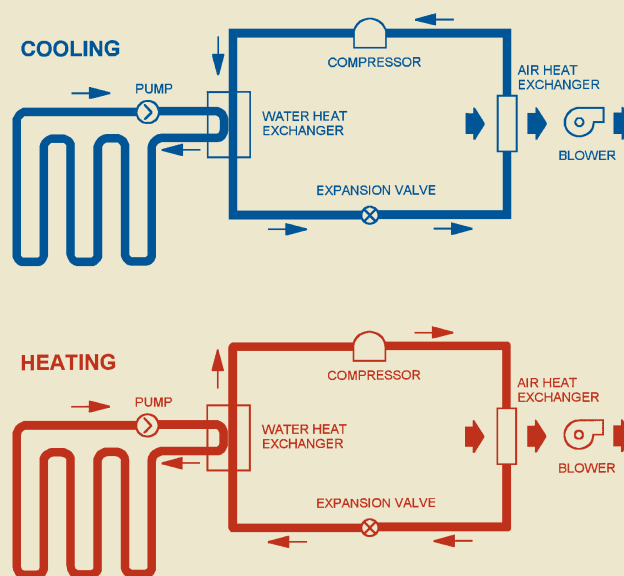 COOLING
COMPRESSOR
PUMP
AIR HEAT
EXCHANGER
WATER HEAT
EXCHANGER
BLOWER
EXPANSION VALVE
HEATING
COMPRESSOR
PUMP
AIR HEAT
EXCHANGER
WATER HEAT
EXCHANGER
BLOWER
EXPANSION VALVE